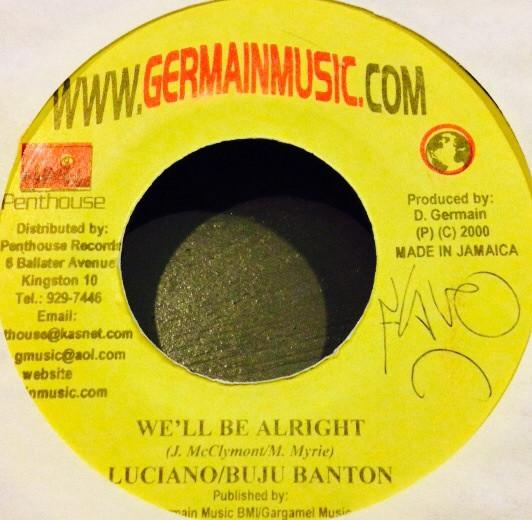 WWW.GERMAINMUSIC.COM
Penthouse
Distributed by:
Penthouse Records
6 Ballater Avenue
Kingston 10
Tel.: 929-7446
Email:
thouse@kasnet.com
gmusic@aol.com
website
inmusic.com
Produced by:
D. Germain
(P) (C) 2000
MADE IN JAMAICA
WE'LL BE ALRIGHT
(J. McClymont/M. Myrie)
LUCIANO/BUJU BANTON
Published by:
main Music BMI/Gargamel Music